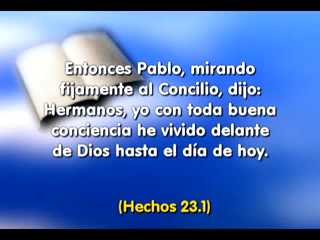 Entonces Pablo, mirando
fijamente al Concilio, dijo:
Hermanos, yo con toda buena
conciencia he vivido delante
de Dios hasta el día de hoy.
(Hechos 23.1)